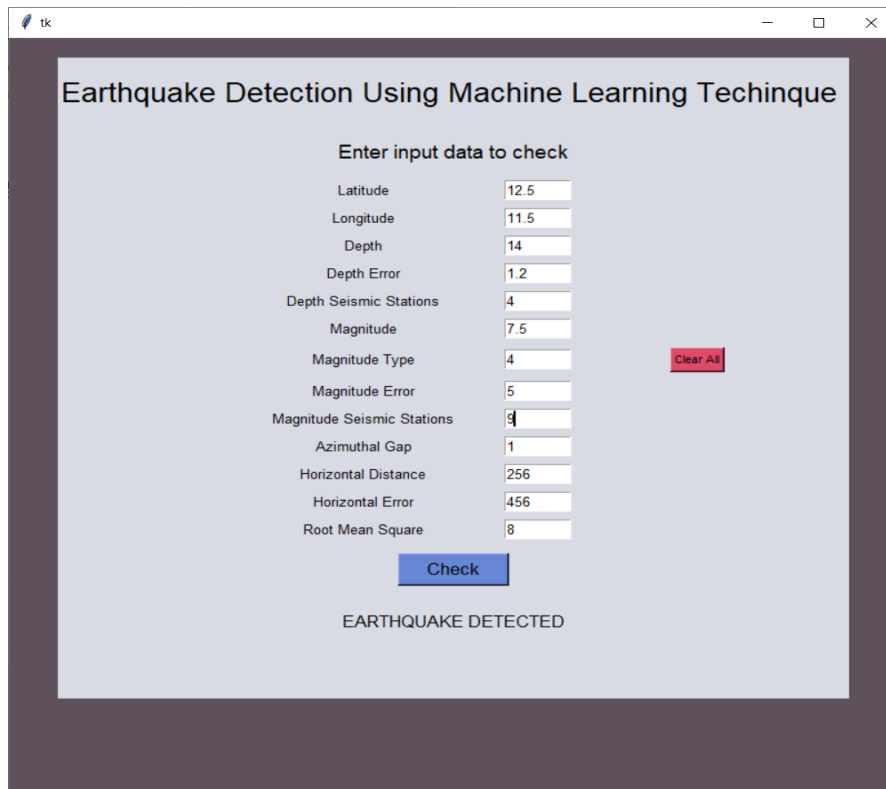 tk
Earthquake Detection Using Machine Learning Techinque
Enter input data to check
Latitude 12.5
Longitude 11.5
Depth 14
Depth Error 1.2
Depth Seismic Stations 4
Magnitude 7.5
Magnitude Type 4 Clear All
Magnitude Error 5
Magnitude Seismic Stations 9
Azimuthal Gap 1
Horizontal Distance 256
Horizontal Error 456
Root Mean Square 8
Check
EARTHQUAKE DETECTED